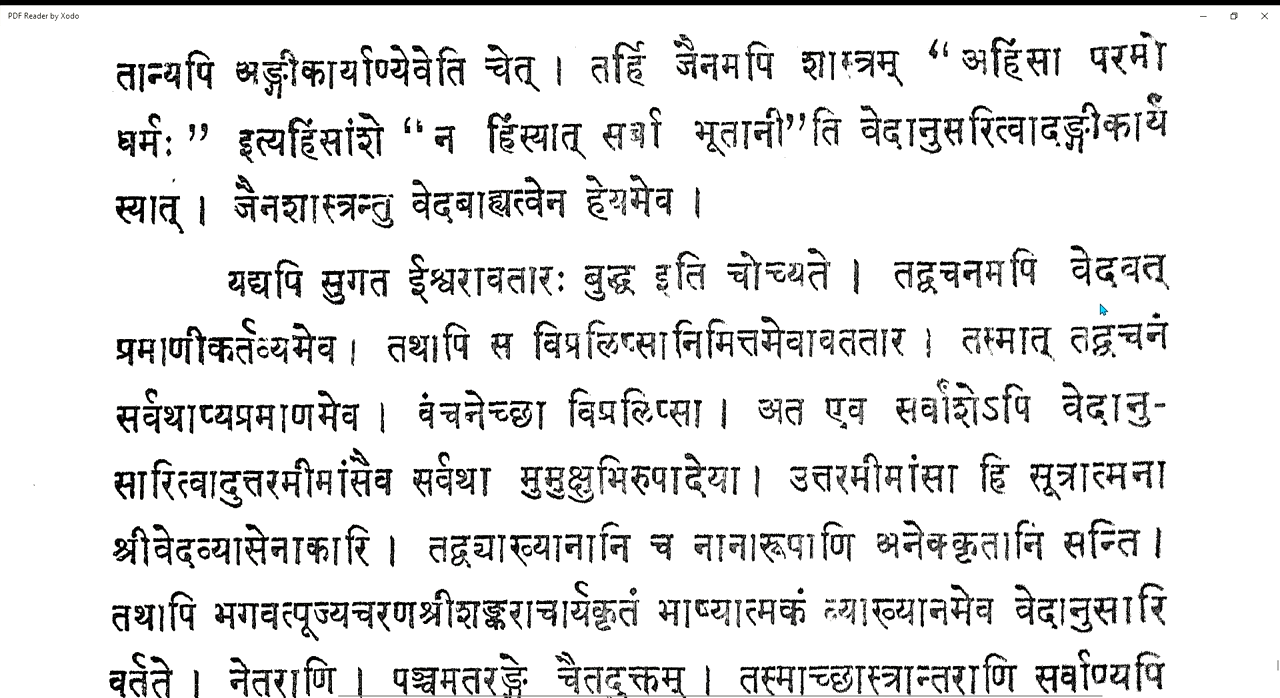 PDF Reader by Xodo
तान्यपि अङ्गीकार्याण्येवेति चेत् । तर्हि जैनमपि शास्त्रम् “अहिंसा परमो
धर्मः” इत्यहिंसांशे “न हिंस्यात् सर्वा भूतानी”ति वेदानुसरित्वादङ्गीकार्यं
स्यात् । जैनशास्त्रन्तु वेदबाह्यत्वेन हेयमेव ।
यद्यपि सुगत ईश्वरावतारः बुद्ध इति चोच्यते । तद्वचनमपि वेदवत्
प्रमाणीकर्तव्यमेव । तथापि स विप्रलिप्सानिमित्तमेवावततार । तस्मात् तद्वचनं
सर्वथाप्यप्रमाणमेव । वंचनेच्छा विप्रलिप्सा । अत एव सर्वांशेऽपि वेदानु-
सारित्वादुत्तरमीमांसैव सर्वथा मुमुक्षुभिरुपादेया । उत्तरमीमांसा हि सूत्रात्मना
श्रीवेदव्यासेनाकारि । तद्व्याख्यानानि च नानारूपाणि अनेककृतानि सन्ति ।
तथापि भगवत्पूज्यचरणश्रीशङ्कराचार्यकृतं भाष्यात्मकं व्याख्यानमेव वेदानुसारि
वर्तते । नेतराणि । पञ्चमतरङ्गे चैतदुक्तम् । तस्माच्छास्त्रान्तराणि सर्वाण्यपि